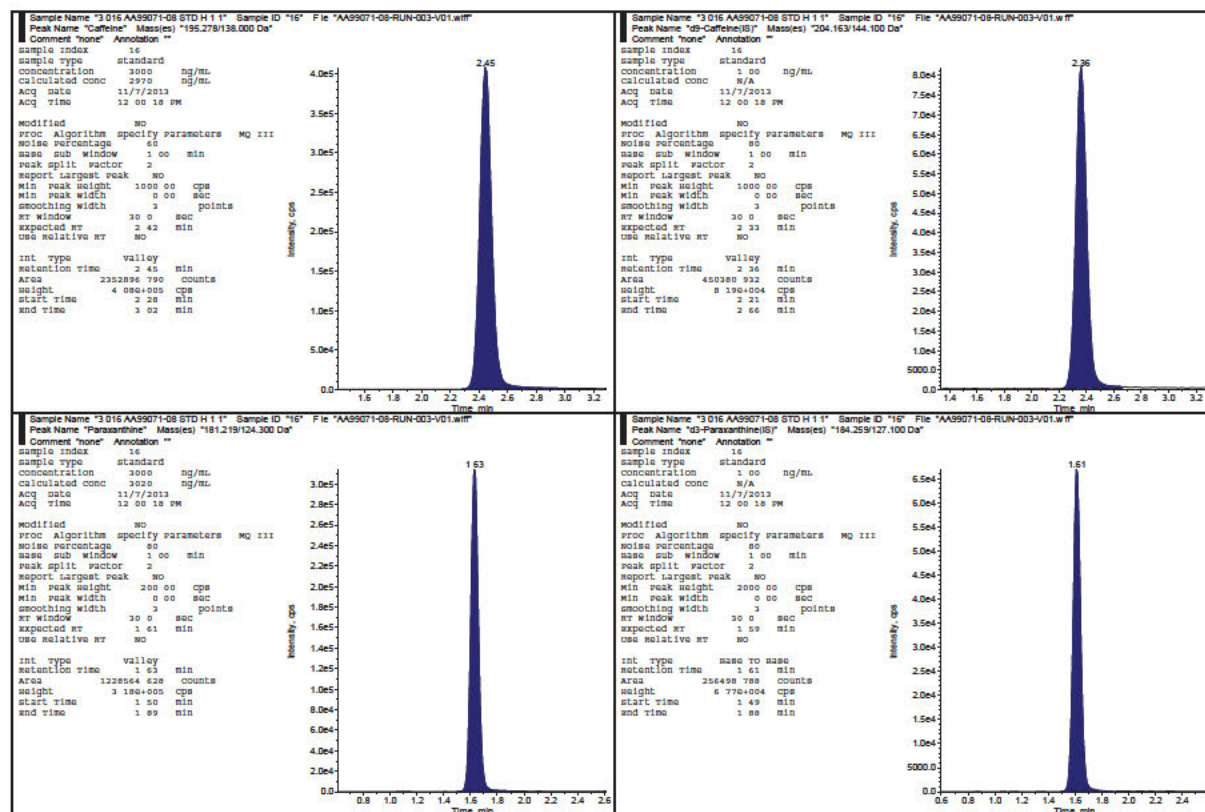 Sample Name "3 016 AA99071-08 STD H 1 1" Sample ID "16" F le "AA99071-08-RUN-003-V01.wiff"
Peak Name "Caffeine" Mass(es) "195.278/138.000 Da"
Comment "none" Annotation ""
Sample Index 16
Sample Type Standard
Concentration 3000 ng/mL
Calculated Conc 2970 ng/mL
Acq Date 11/7/2013
Acq Time 12 00 18 PM
Modified NO
Proc Algorithm Specify Parameters MQ III
Noise Percentage 60
Base Sub Window 1 00 min
Peak Split Factor 2
Report Largest Peak NO
Min Peak Height 1000 00 cps
Min Peak Width 0 00 sec
Smoothing Width 3 points
RT Window 30 0 sec
Expected RT 2 42 min
Use Relative RT NO
Int Type Valley
Retention Time 2 45 min
Area 2352896 790 counts
Height 4 08e+005 cps
Start Time 2 28 min
End Time 3 02 min
2.45
4.0e5
3.5e5
3.0e5
2.5e5
2.0e5
1.5e5
1.0e5
5.0e4
0.0
Intensity, cps
1.6 1.8 2.0 2.2 2.4 2.6 2.8 3.0 3.2
Time min
Sample Name "3 016 AA99071-08 STD H 1 1" Sample ID "16" F le "AA99071-08-RUN-003-V01.w ff"
Peak Name "d9-Caffeine(IS)" Mass(es) "204.163/144.100 Da"
Comment "none" Annotation ""
Sample Index 16
Sample Type Standard
Concentration 1 00 ng/mL
Calculated Conc N/A
Acq Date 11/7/2013
Acq Time 12 00 18 PM
Modified NO
Proc Algorithm Specify Parameters MQ III
Noise Percentage 80
Base Sub Window 1 00 min
Peak Split Factor 2
Report Largest Peak NO
Min Peak Height 1000 00 cps
Min Peak Width 0 00 sec
Smoothing Width 3 points
RT Window 30 0 sec
Expected RT 2 33 min
Use Relative RT NO
Int Type Valley
Retention Time 2 36 min
Area 450380 932 counts
Height 8 19e+004 cps
Start Time 2 21 min
End Time 2 66 min
2.36
8.0e4
7.5e4
7.0e4
6.5e4
6.0e4
5.5e4
5.0e4
4.5e4
4.0e4
3.5e4
3.0e4
2.5e4
2.0e4
1.5e4
1.0e4
5000.0
0.0
Intensity, cps
1.4 1.6 1.8 2.0 2.2 2.4 2.6 2.8 3.0 3.2
Time min
Sample Name "3 016 AA99071-08 STD H 1 1" Sample ID "16" F le "AA99071-08-RUN-003-V01.wiff"
Peak Name "Paraxanthine" Mass(es) "181.219/124.300 Da"
Comment "none" Annotation ""
Sample Index 16
Sample Type Standard
Concentration 3000 ng/mL
Calculated Conc 3020 ng/mL
Acq Date 11/7/2013
Acq Time 12 00 18 PM
Modified NO
Proc Algorithm Specify Parameters MQ III
Noise Percentage 80
Base Sub Window 1 00 min
Peak Split Factor 2
Report Largest Peak NO
Min Peak Height 200 00 cps
Min Peak Width 0 00 sec
Smoothing Width 3 points
RT Window 30 0 sec
Expected RT 1 61 min
Use Relative RT NO
Int Type Valley
Retention Time 1 63 min
Area 1228564 628 counts
Height 3 18e+005 cps
Start Time 1 50 min
End Time 1 89 min
1 63
3.0e5
2.8e5
2.6e5
2.4e5
2.2e5
2.0e5
1.8e5
1.6e5
1.4e5
1.2e5
1.0e5
8.0e4
6.0e4
4.0e4
2.0e4
0.0
Intensity, cps
0.8 1.0 1.2 1.4 1.6 1.8 2.0 2.2 2.4 2.6
Time min
Sample Name "3 016 AA99071-08 STD H 1 1" Sample ID "16" F le "AA99071-08-RUN-003-V01.wiff"
Peak Name "d3-Paraxanthine(IS)" Mass(es) "184.259/127.100 Da"
Comment "none" Annotation ""
Sample Index 16
Sample Type Standard
Concentration 1 00 ng/mL
Calculated Conc N/A
Acq Date 11/7/2013
Acq Time 12 00 18 PM
Modified NO
Proc Algorithm Specify Parameters MQ III
Noise Percentage 80
Base Sub Window 1 00 min
Peak Split Factor 2
Report Largest Peak NO
Min Peak Height 2000 00 cps
Min Peak Width 0 00 sec
Smoothing Width 3 points
RT Window 30 0 sec
Expected RT 1 59 min
Use Relative RT NO
Int Type Base To Base
Retention Time 1 61 min
Area 256498 788 counts
Height 6 77e+004 cps
Start Time 1 49 min
End Time 1 88 min
1.61
6.5e4
6.0e4
5.5e4
5.0e4
4.5e4
4.0e4
3.5e4
3.0e4
2.5e4
2.0e4
1.5e4
1.0e4
5000.0
0.0
Intensity, cps
0.6 0.8 1.0 1.2 1.4 1.6 1.8 2.0 2.2 2.4
Time min